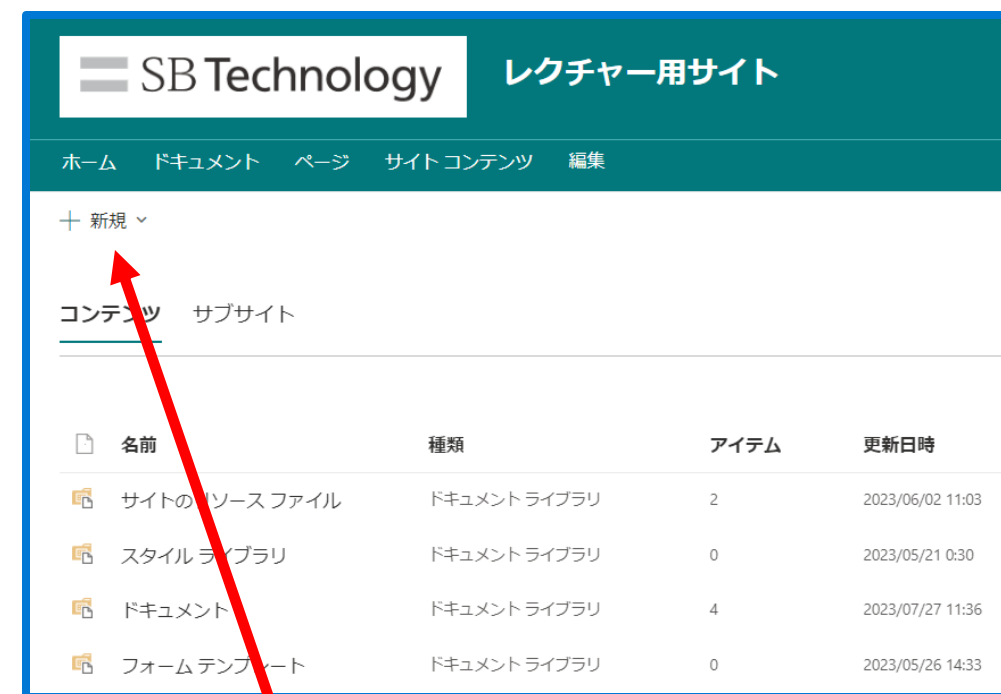 SB Technology レクチャー用サイト
ホーム ドキュメント ページ サイト コンテンツ 編集
新規
コンテンツ サブサイト
名前 種類 アイテム 更新日時
サイトのリソース ファイル ドキュメント ライブラリ 2 2023/06/02 11:03
スタイル ライブラリ ドキュメント ライブラリ 0 2023/05/21 0:30
ドキュメント ドキュメント ライブラリ 4 2023/07/27 11:36
フォーム テンプレート ドキュメント ライブラリ 0 2023/05/26 14:33